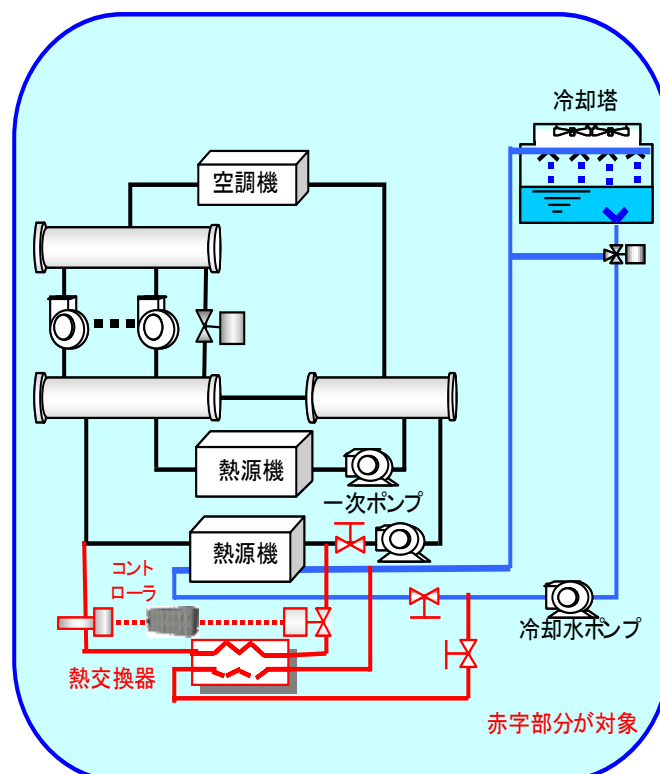 冷却塔
空調機
熱源機
一次ポンプ
熱源機
コント
ローラ
冷却水ポンプ
熱交換器
赤字部分が対象